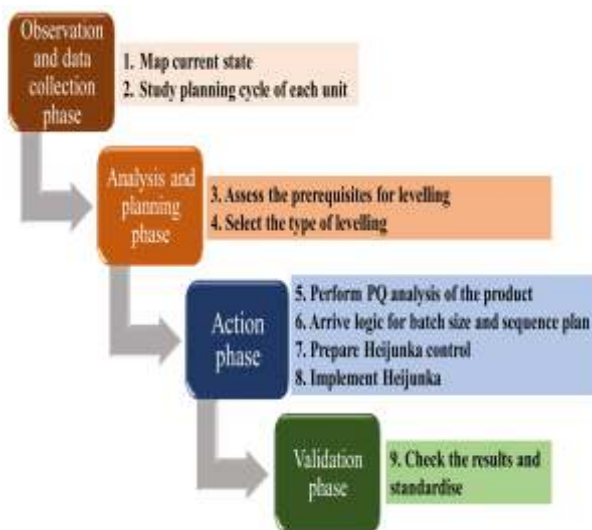 Observation
and data
collection
phase
1. Map current state
2. Study planning cycle of each unit
Analysis and
planning
phase
3. Assess the prerequisites for levelling
4. Select the type of levelling
Action
phase
5. Perform PQ analysis of the product
6. Arrive logic for batch size and sequence plan
7. Prepare Heijunka control
8. Implement Heijunka
Validation
phase
9. Check the results and
standardise